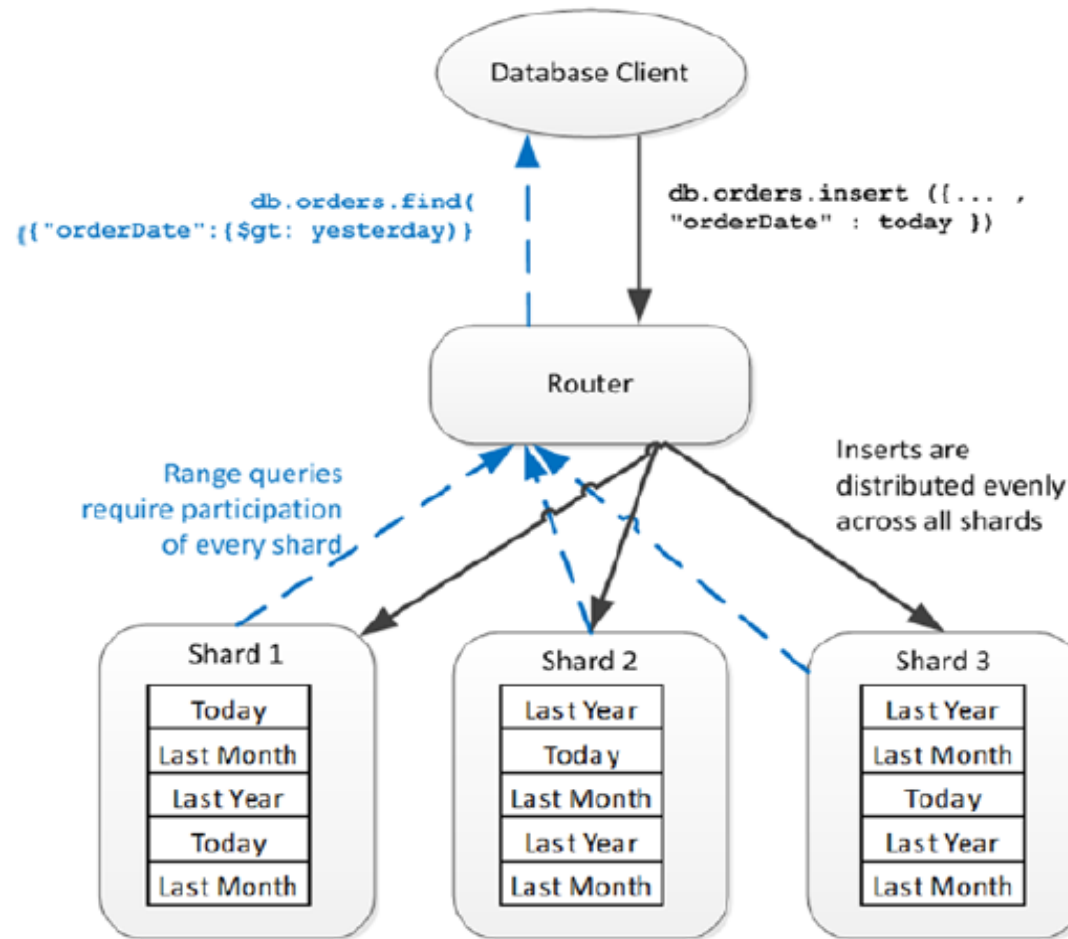 Database Client
db.orders.find(
{{"orderDate":{$gt: yesterday)}
db.orders.insert ({... ,
"orderDate" : today })
Router
Range queries
require participation
of every shard
Inserts are
distributed evenly
across all shards
Shard 1
Today
Last Month
Last Year
Today
Last Month
Shard 2
Last Year
Today
Last Month
Last Year
Last Month
Shard 3
Last Year
Last Month
Today
Last Year
Last Month